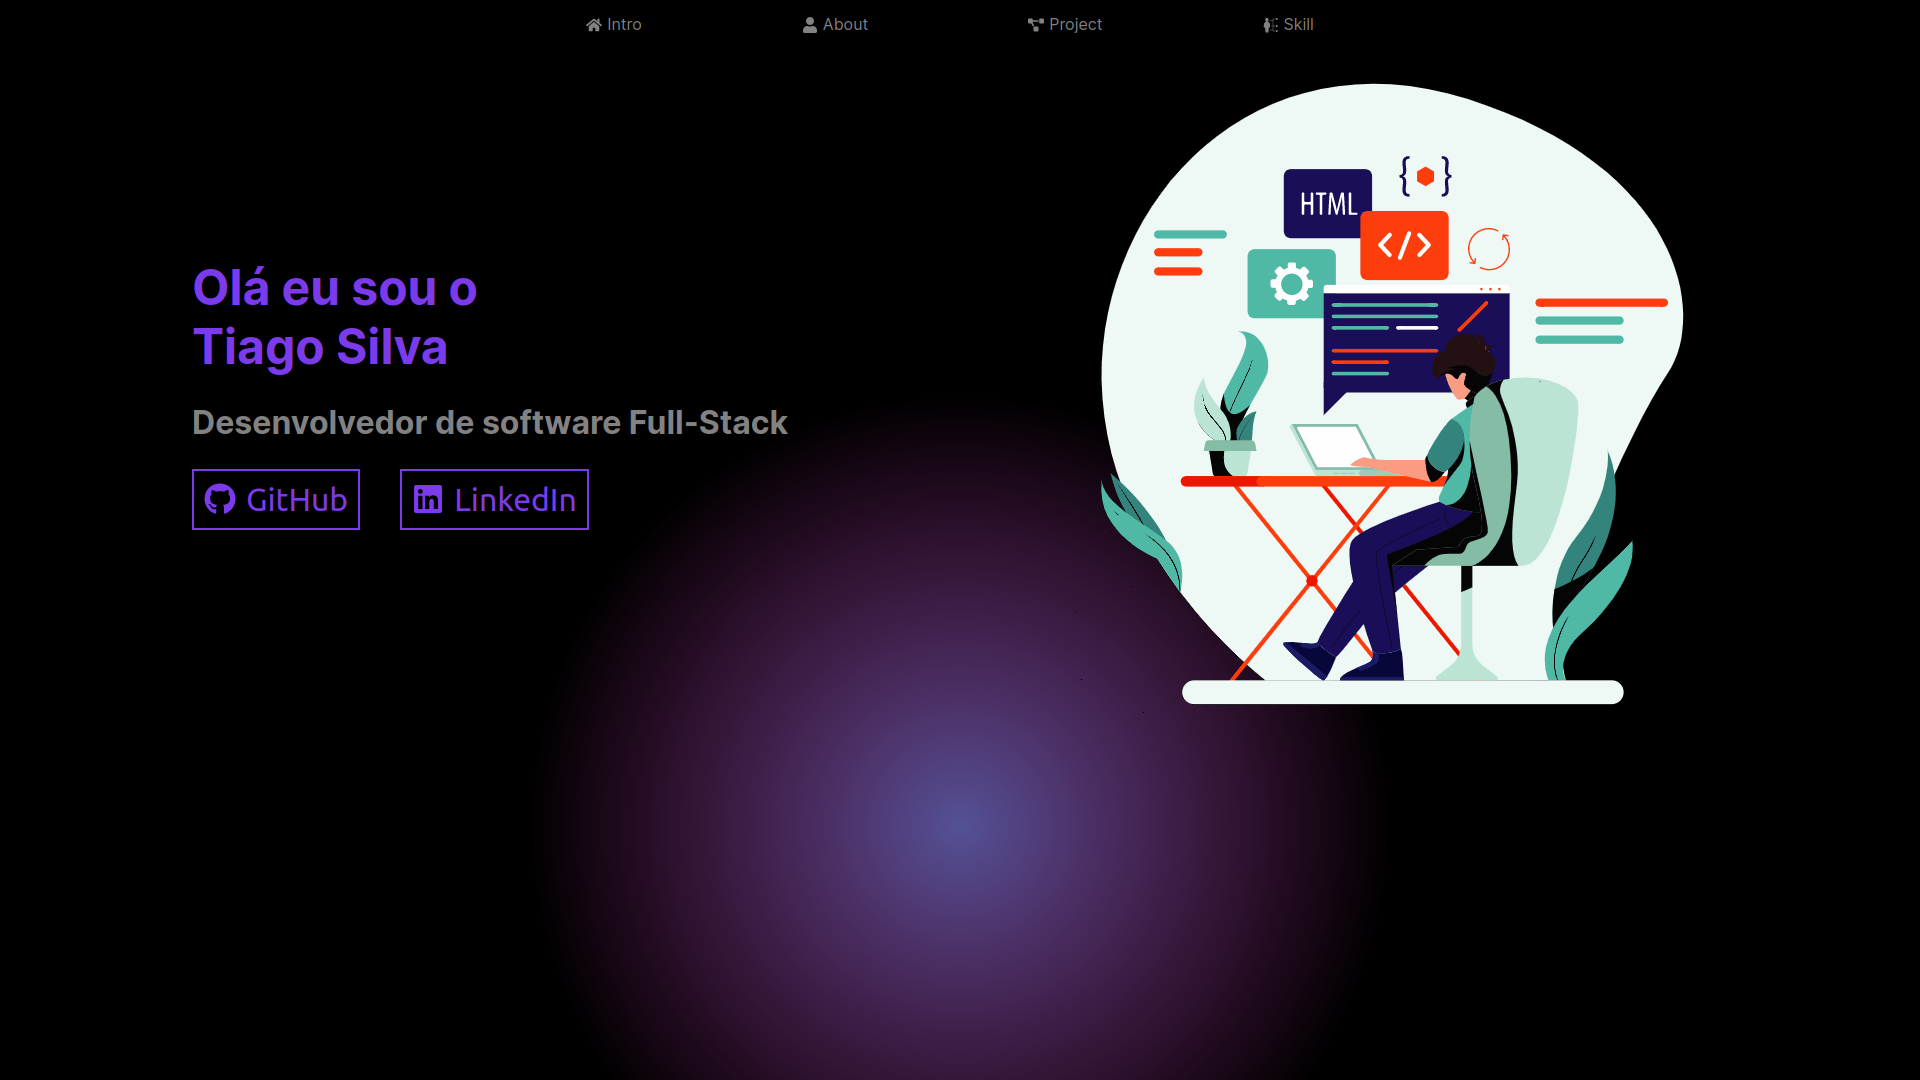 Intro
About
Project
Skill
HTML
{ }
</>
Olá eu sou o
Tiago Silva
Desenvolvedor de software Full-Stack
GitHub
LinkedIn